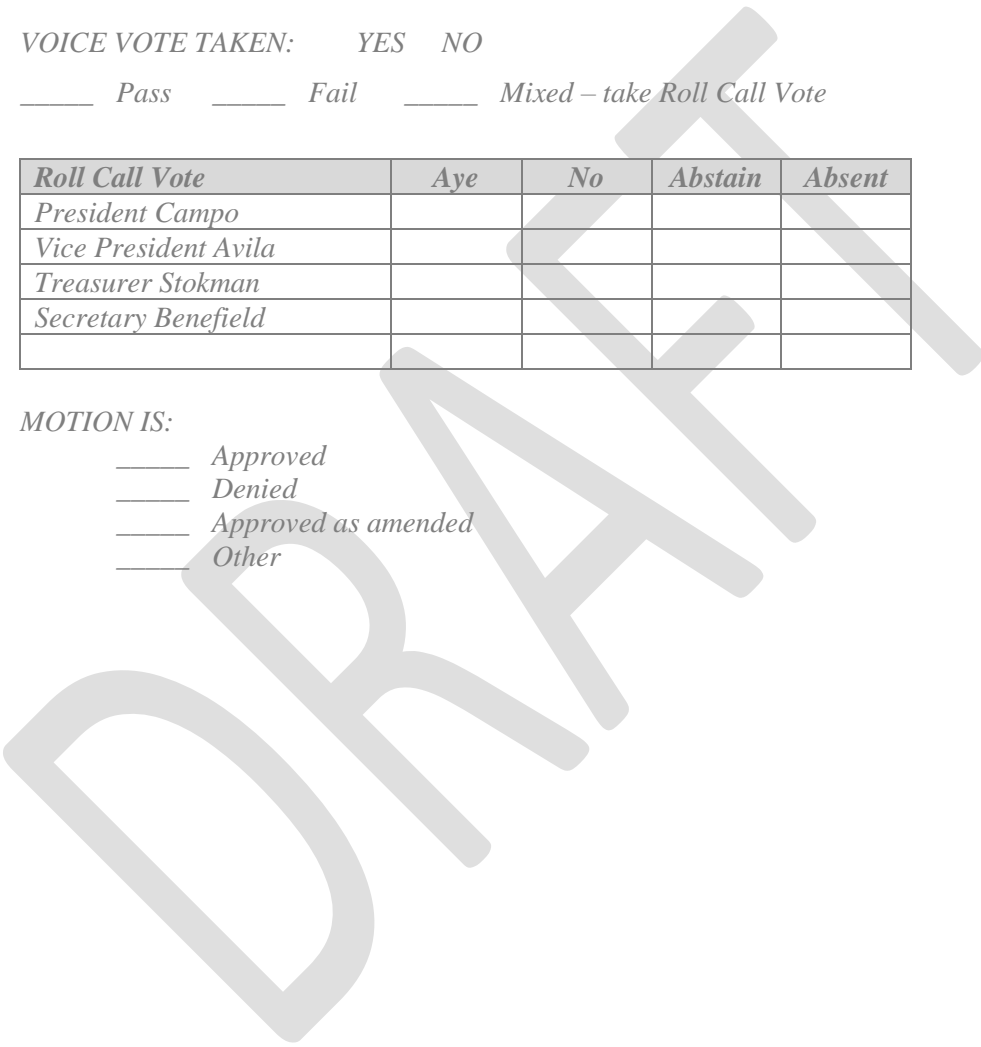 VOICE VOTE TAKEN: YES NO
_____ Pass _____ Fail _____ Mixed – take Roll Call Vote
Roll Call Vote Aye No Abstain Absent
President Campo
Vice President Avila
Treasurer Stokman
Secretary Benefield
MOTION IS:
_____ Approved
_____ Denied
_____ Approved as amended
_____ Other
DRAFT